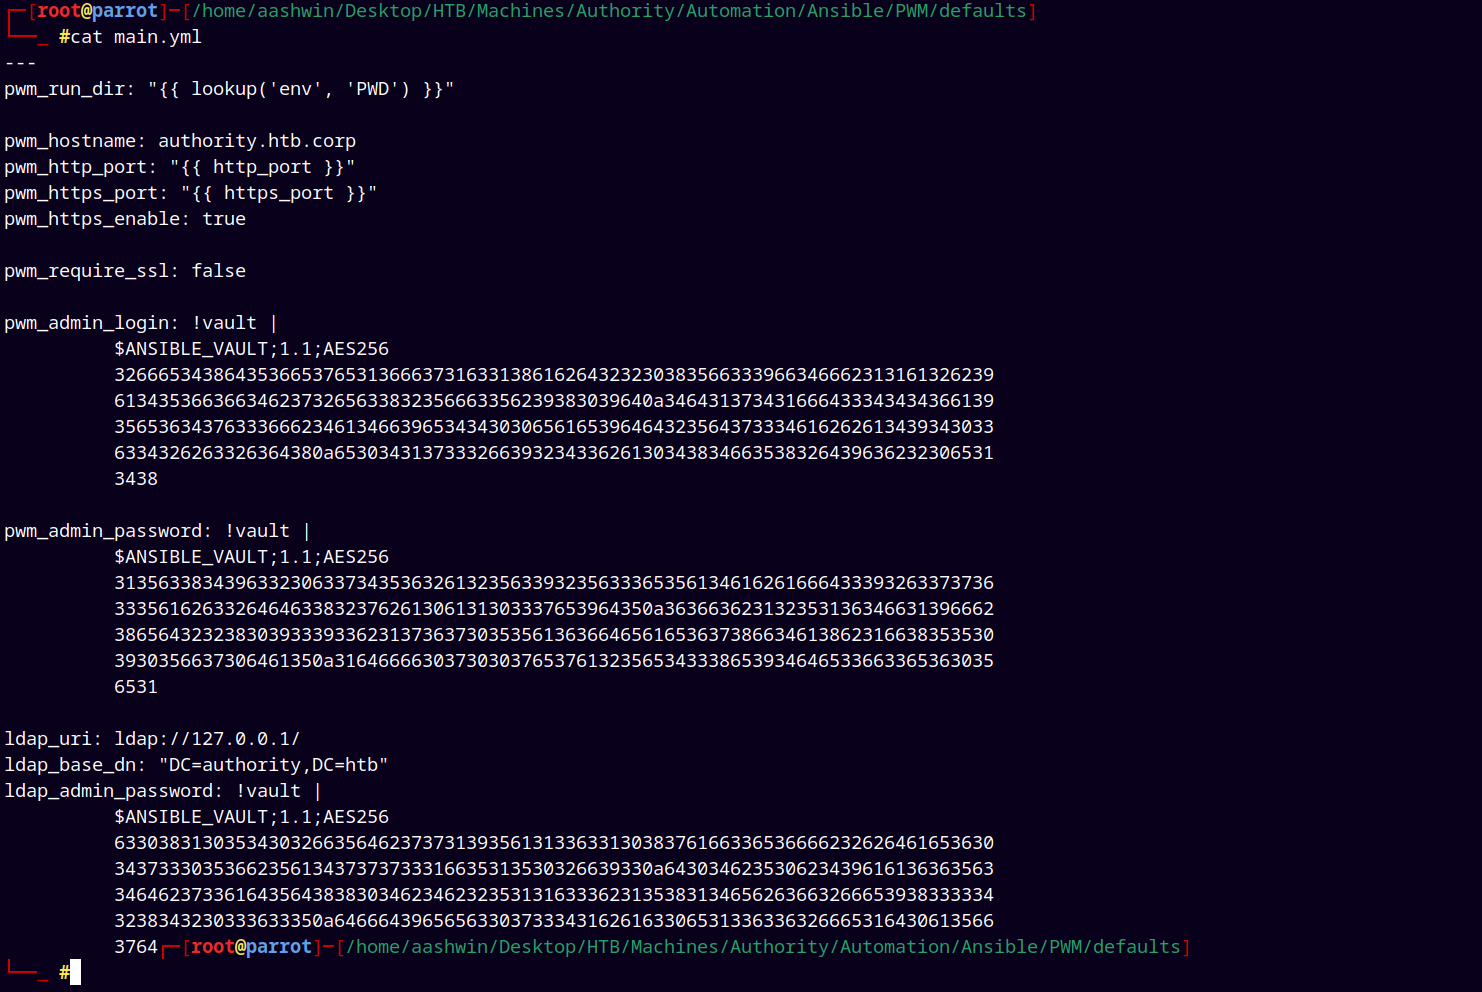 ┌─[root@parrot]─[/home/aashwin/Desktop/HTB/Machines/Authority/Automation/Ansible/PWM/defaults]
└──╼ #cat main.yml
---
pwm_run_dir: "{{ lookup('env', 'PWD') }}"
pwm_hostname: authority.htb.corp
pwm_http_port: "{{ http_port }}"
pwm_https_port: "{{ https_port }}"
pwm_https_enable: true
pwm_require_ssl: false
pwm_admin_login: !vault |
$ANSIBLE_VAULT;1.1;AES256
32666534386435366537653136663731633138616264323230383566333966346662313161326239
6134353663663462373265633832356663356239383039640a346431373431666433343434366139
35653634376333666234613466396534343030656165396464323564373334616262613439343033
6334326263326364380a653034313733326639323433626130343834663538326439636232306531
3438
pwm_admin_password: !vault |
$ANSIBLE_VAULT;1.1;AES256
31356338343963323063373435363261323563393235633365356134616261666433393263373736
3335616263326464633832376261306131303337653964350a363663623132353136346631396662
38656432323830393339336231373637303535613636646561653637386634613862316638353530
3930356637306461350a316466663037303037653761323565343338653934646533663365363035
6531
ldap_uri: ldap://127.0.0.1/
ldap_base_dn: "DC=authority,DC=htb"
ldap_admin_password: !vault |
$ANSIBLE_VAULT;1.1;AES256
63303831303534303266356462373731393561313363313038376166336536666232626461653630
3437333035366235613437373733316635313530326639330a643034623530623439616136363563
34646237336164356438383034623462323531316333623135383134656263663266653938333334
3238343230333633350a646664396565633037333431626163306531336336326665316430613566
3764┌─[root@parrot]─[/home/aashwin/Desktop/HTB/Machines/Authority/Automation/Ansible/PWM/defaults]
└──╼ #